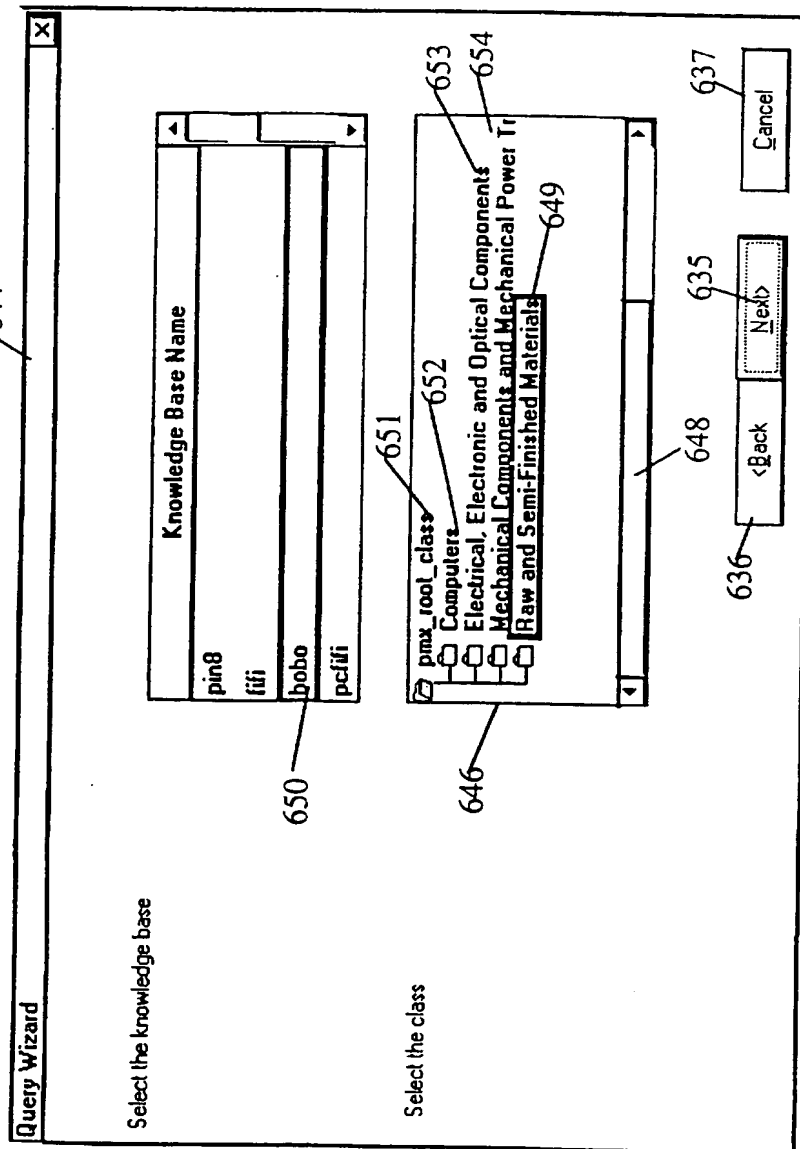 Query Wizard
X
Select the knowledge base
Knowledge Base Name
pin8
fifi
bobo
pcfifi
650
Select the class
pmx_root_class
651
Computers
652
Electrical, Electronic and Optical Components
653
Mechanical Components and Mechanical Power Tr
654
Raw and Semi-Finished Materials
649
646
648
<Back
636
Next>
635
Cancel
637